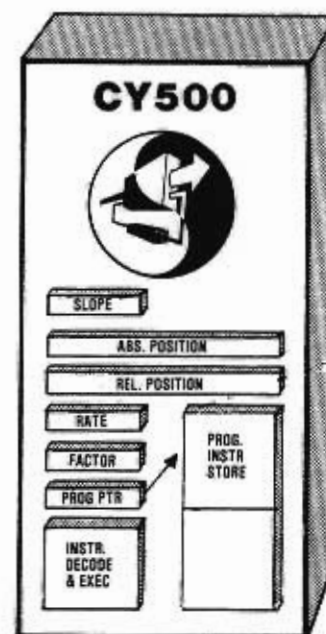 CY500
SLOPE
ABS. POSITION
REL. POSITION
RATE
FACTOR
PROG PTR
PROG.
INSTR
STORE
INSTR.
DECODE
& EXEC